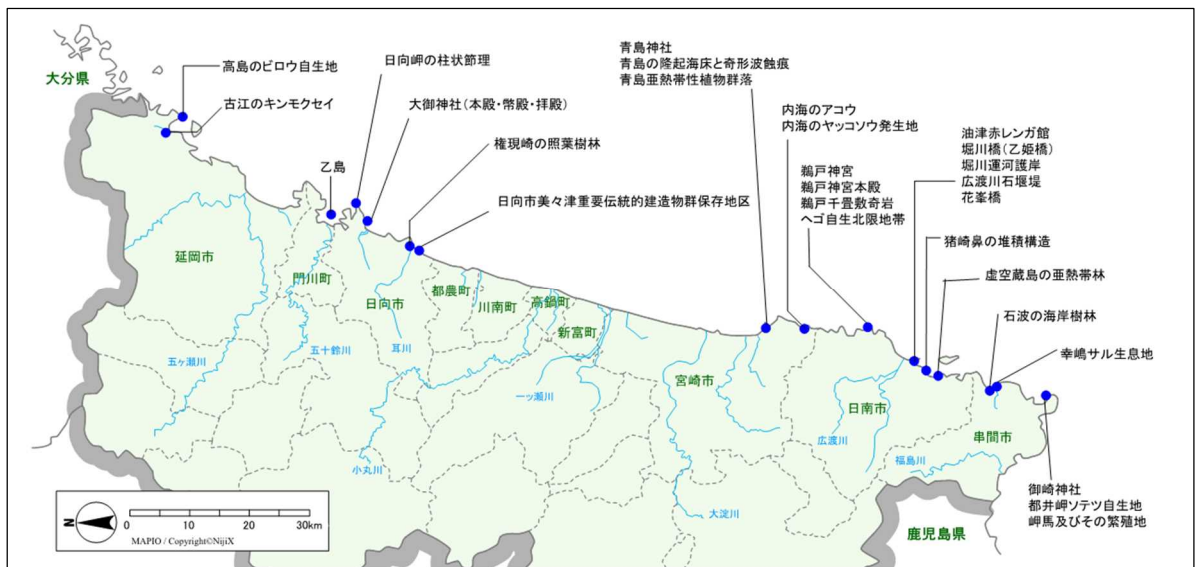 大分県
高島のビロウ自生地
古江のキンモクセイ
日向岬の柱状節理
大御神社（本殿・幣殿・拝殿）
権現崎の照葉樹林
乙島
日向市美々津重要伝統的建造物群保存地区
青島神社
青島の隆起海床と奇形波蝕痕
青島亜熱帯性植物群落
内海のアコウ
内海のヤッコソウ発生地
鵜戸神宮
鵜戸神宮本殿
鵜戸千畳敷奇岩
ヘゴ自生北限地帯
油津赤レンガ館
堀川橋（乙姫橋）
堀川運河護岸
広渡川石堰堤
花峯橋
猪崎鼻の堆積構造
虚空蔵島の亜熱帯林
石波の海岸樹林
幸嶋サル生息地
延岡市
門川町
日向市
都農町
川南町
高鍋町
新富町
宮崎市
日南市
串間市
五ヶ瀬川
五十鈴川
耳川
小丸川
一ッ瀬川
大淀川
広渡川
福島川
御崎神社
都井岬ソテツ自生地
岬馬及びその繁殖地
鹿児島県
N
0 10 20 30km
MAPIO / Copyright©NijiX